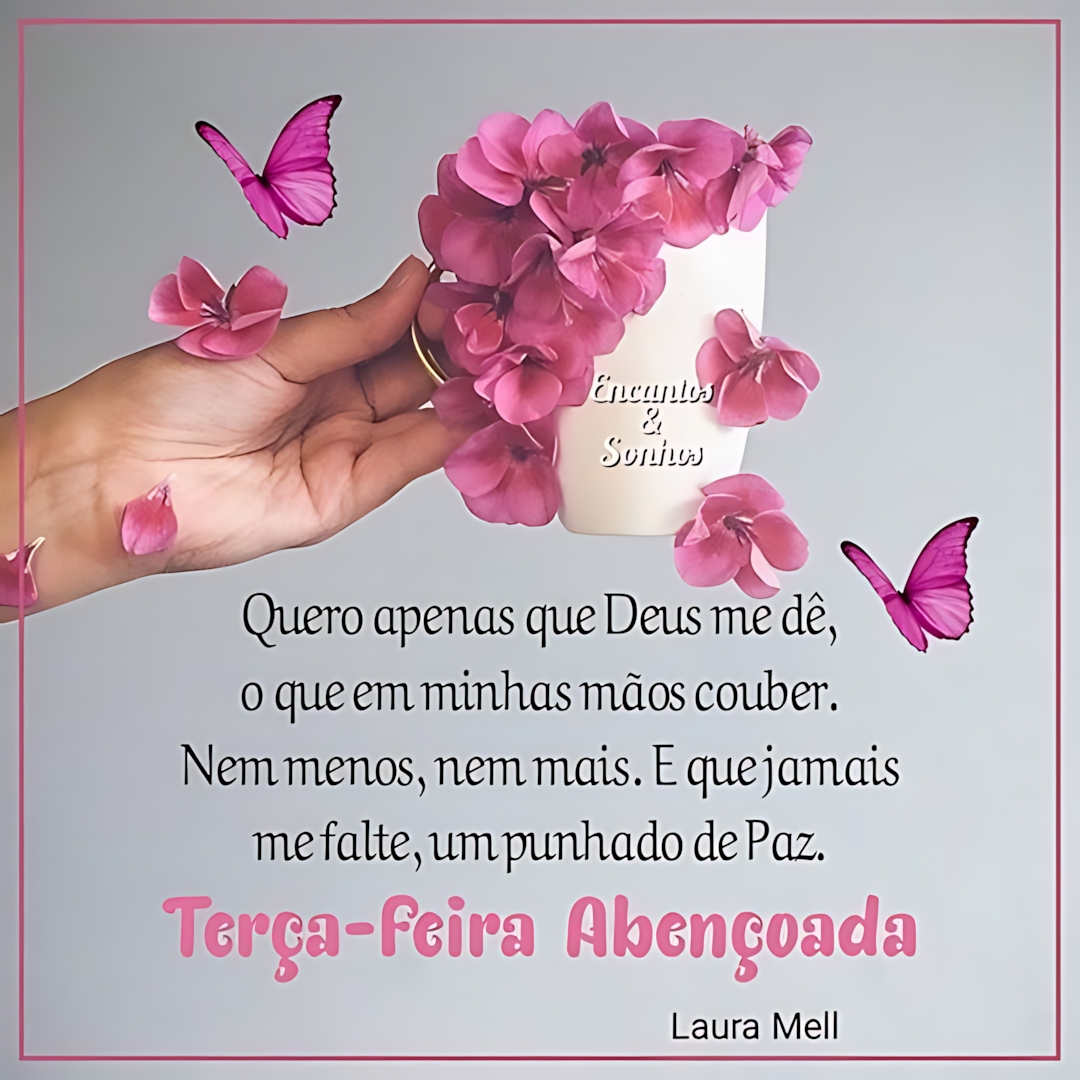 Encantos
&
Sonhos
Quero apenas que Deus me dê,
o que em minhas mãos couber.
Nem menos, nem mais. E que jamais
me falte, um punhado de Paz.
Terça-feira Abençoada
Laura Mell